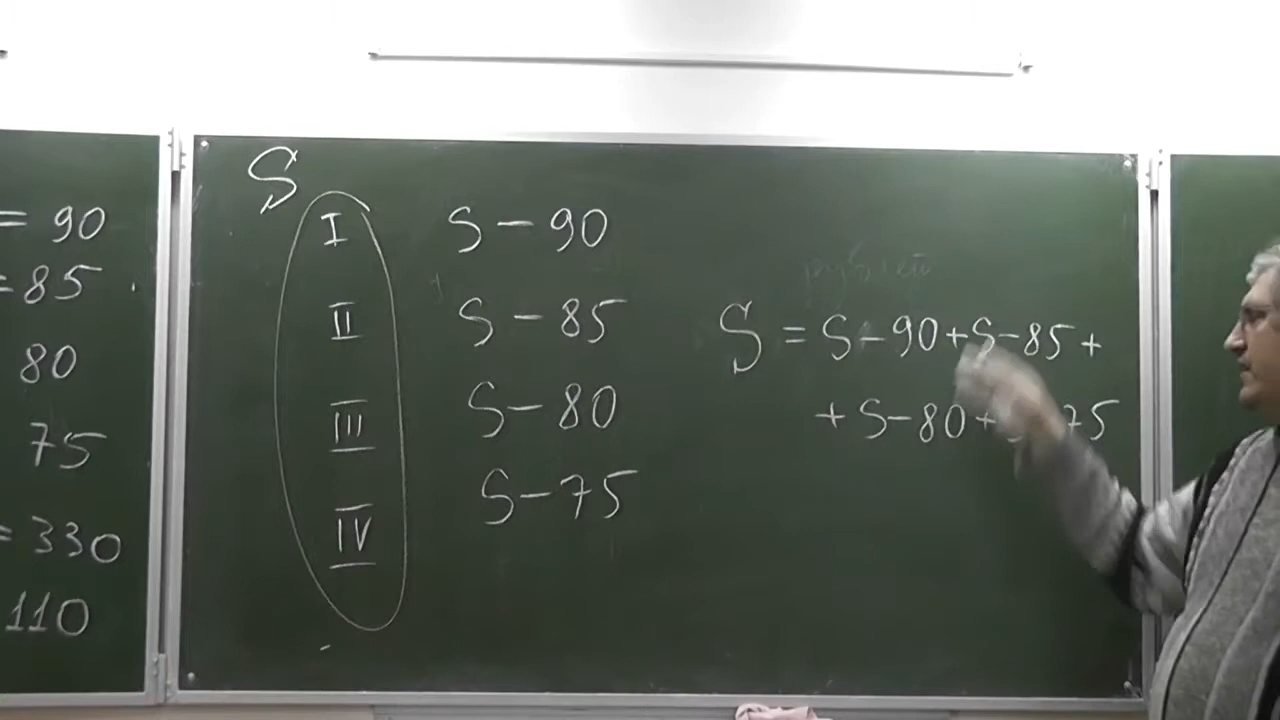 = 90
= 85
80
75
= 330
110
S
I
II
III
IV
S – 90
S – 85
S – 80
S – 75
рублей
S = S – 90 + S – 85 +
+ S – 80 + 75